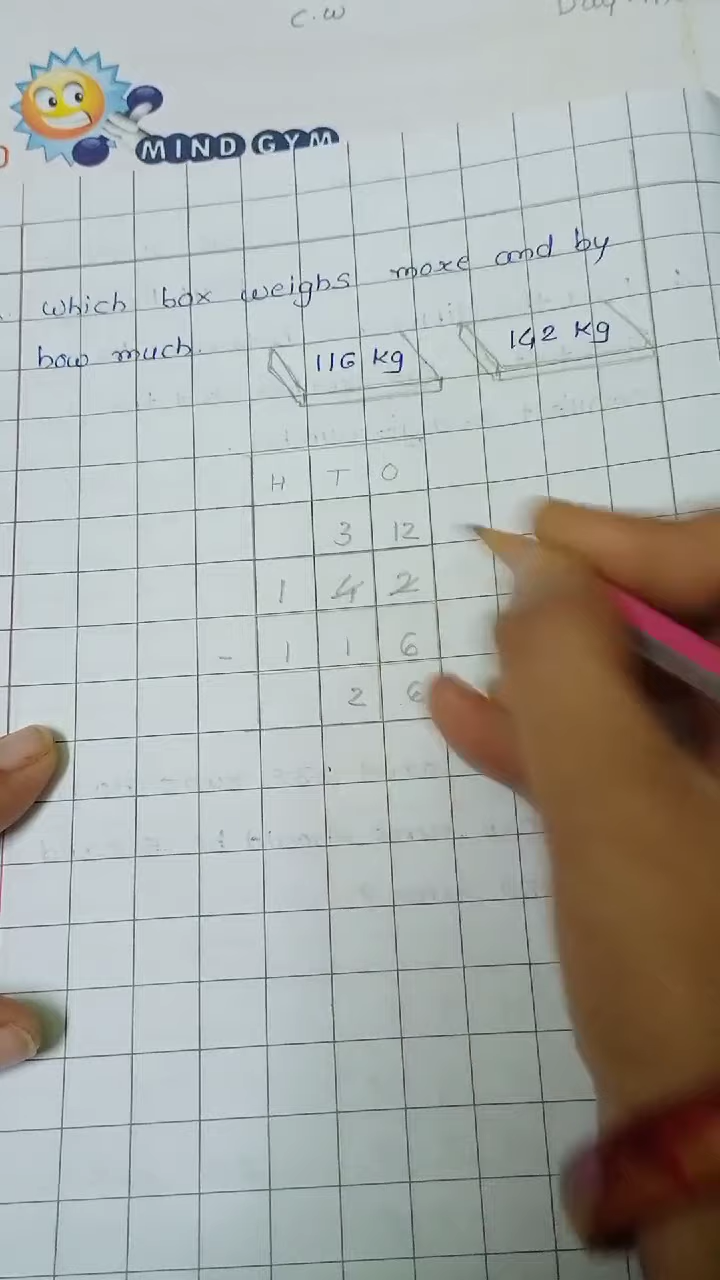 C.W
Day
MIND GYM
which box weighs more and by
how much.
116 kg
142 kg
H T O
3 12
1 4 2
- 1 1 6
2 6